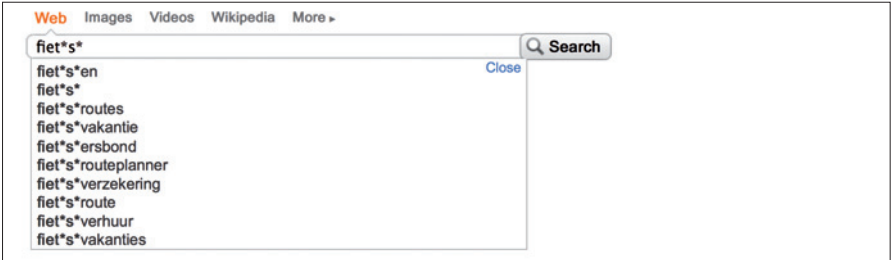 Web Images Videos Wikipedia More ▸
fiet*s* Search
Close
fiet*s*en
fiet*s*
fiet*s*routes
fiet*s*vakantie
fiet*s*ersbond
fiet*s*routeplanner
fiet*s*verzekering
fiet*s*route
fiet*s*verhuur
fiet*s*vakanties